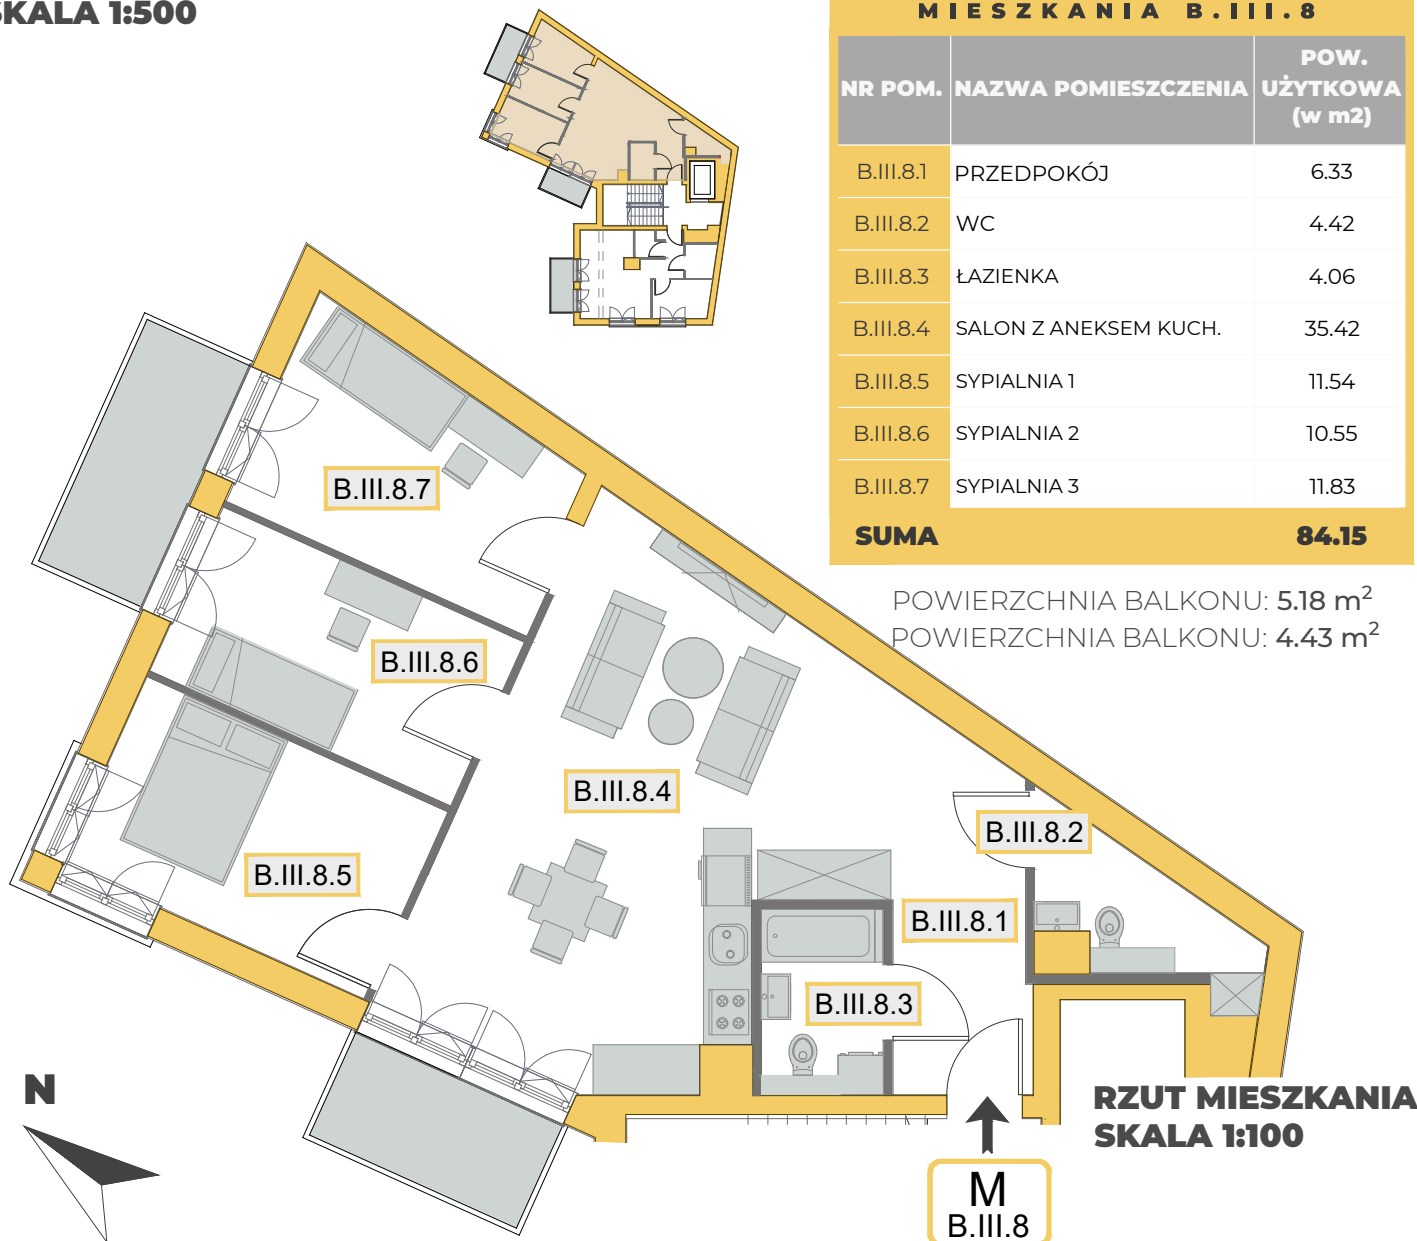 SKALA 1:500
MIESZKANIA B.III.8
NR POM. NAZWA POMIESZCZENIA POW. UŻYTKOWA (w m2)
B.III.8.1 PRZEDPOKÓJ 6.33
B.III.8.2 WC 4.42
B.III.8.3 ŁAZIENKA 4.06
B.III.8.4 SALON Z ANEKSEM KUCH. 35.42
B.III.8.5 SYPIALNIA 1 11.54
B.III.8.6 SYPIALNIA 2 10.55
B.III.8.7 SYPIALNIA 3 11.83
SUMA 84.15
POWIERZCHNIA BALKONU: 5.18 m²
POWIERZCHNIA BALKONU: 4.43 m²
B.III.8.7
B.III.8.6
B.III.8.4
B.III.8.2
B.III.8.5
B.III.8.1
B.III.8.3
N
RZUT MIESZKANIA
SKALA 1:100
M
B.III.8